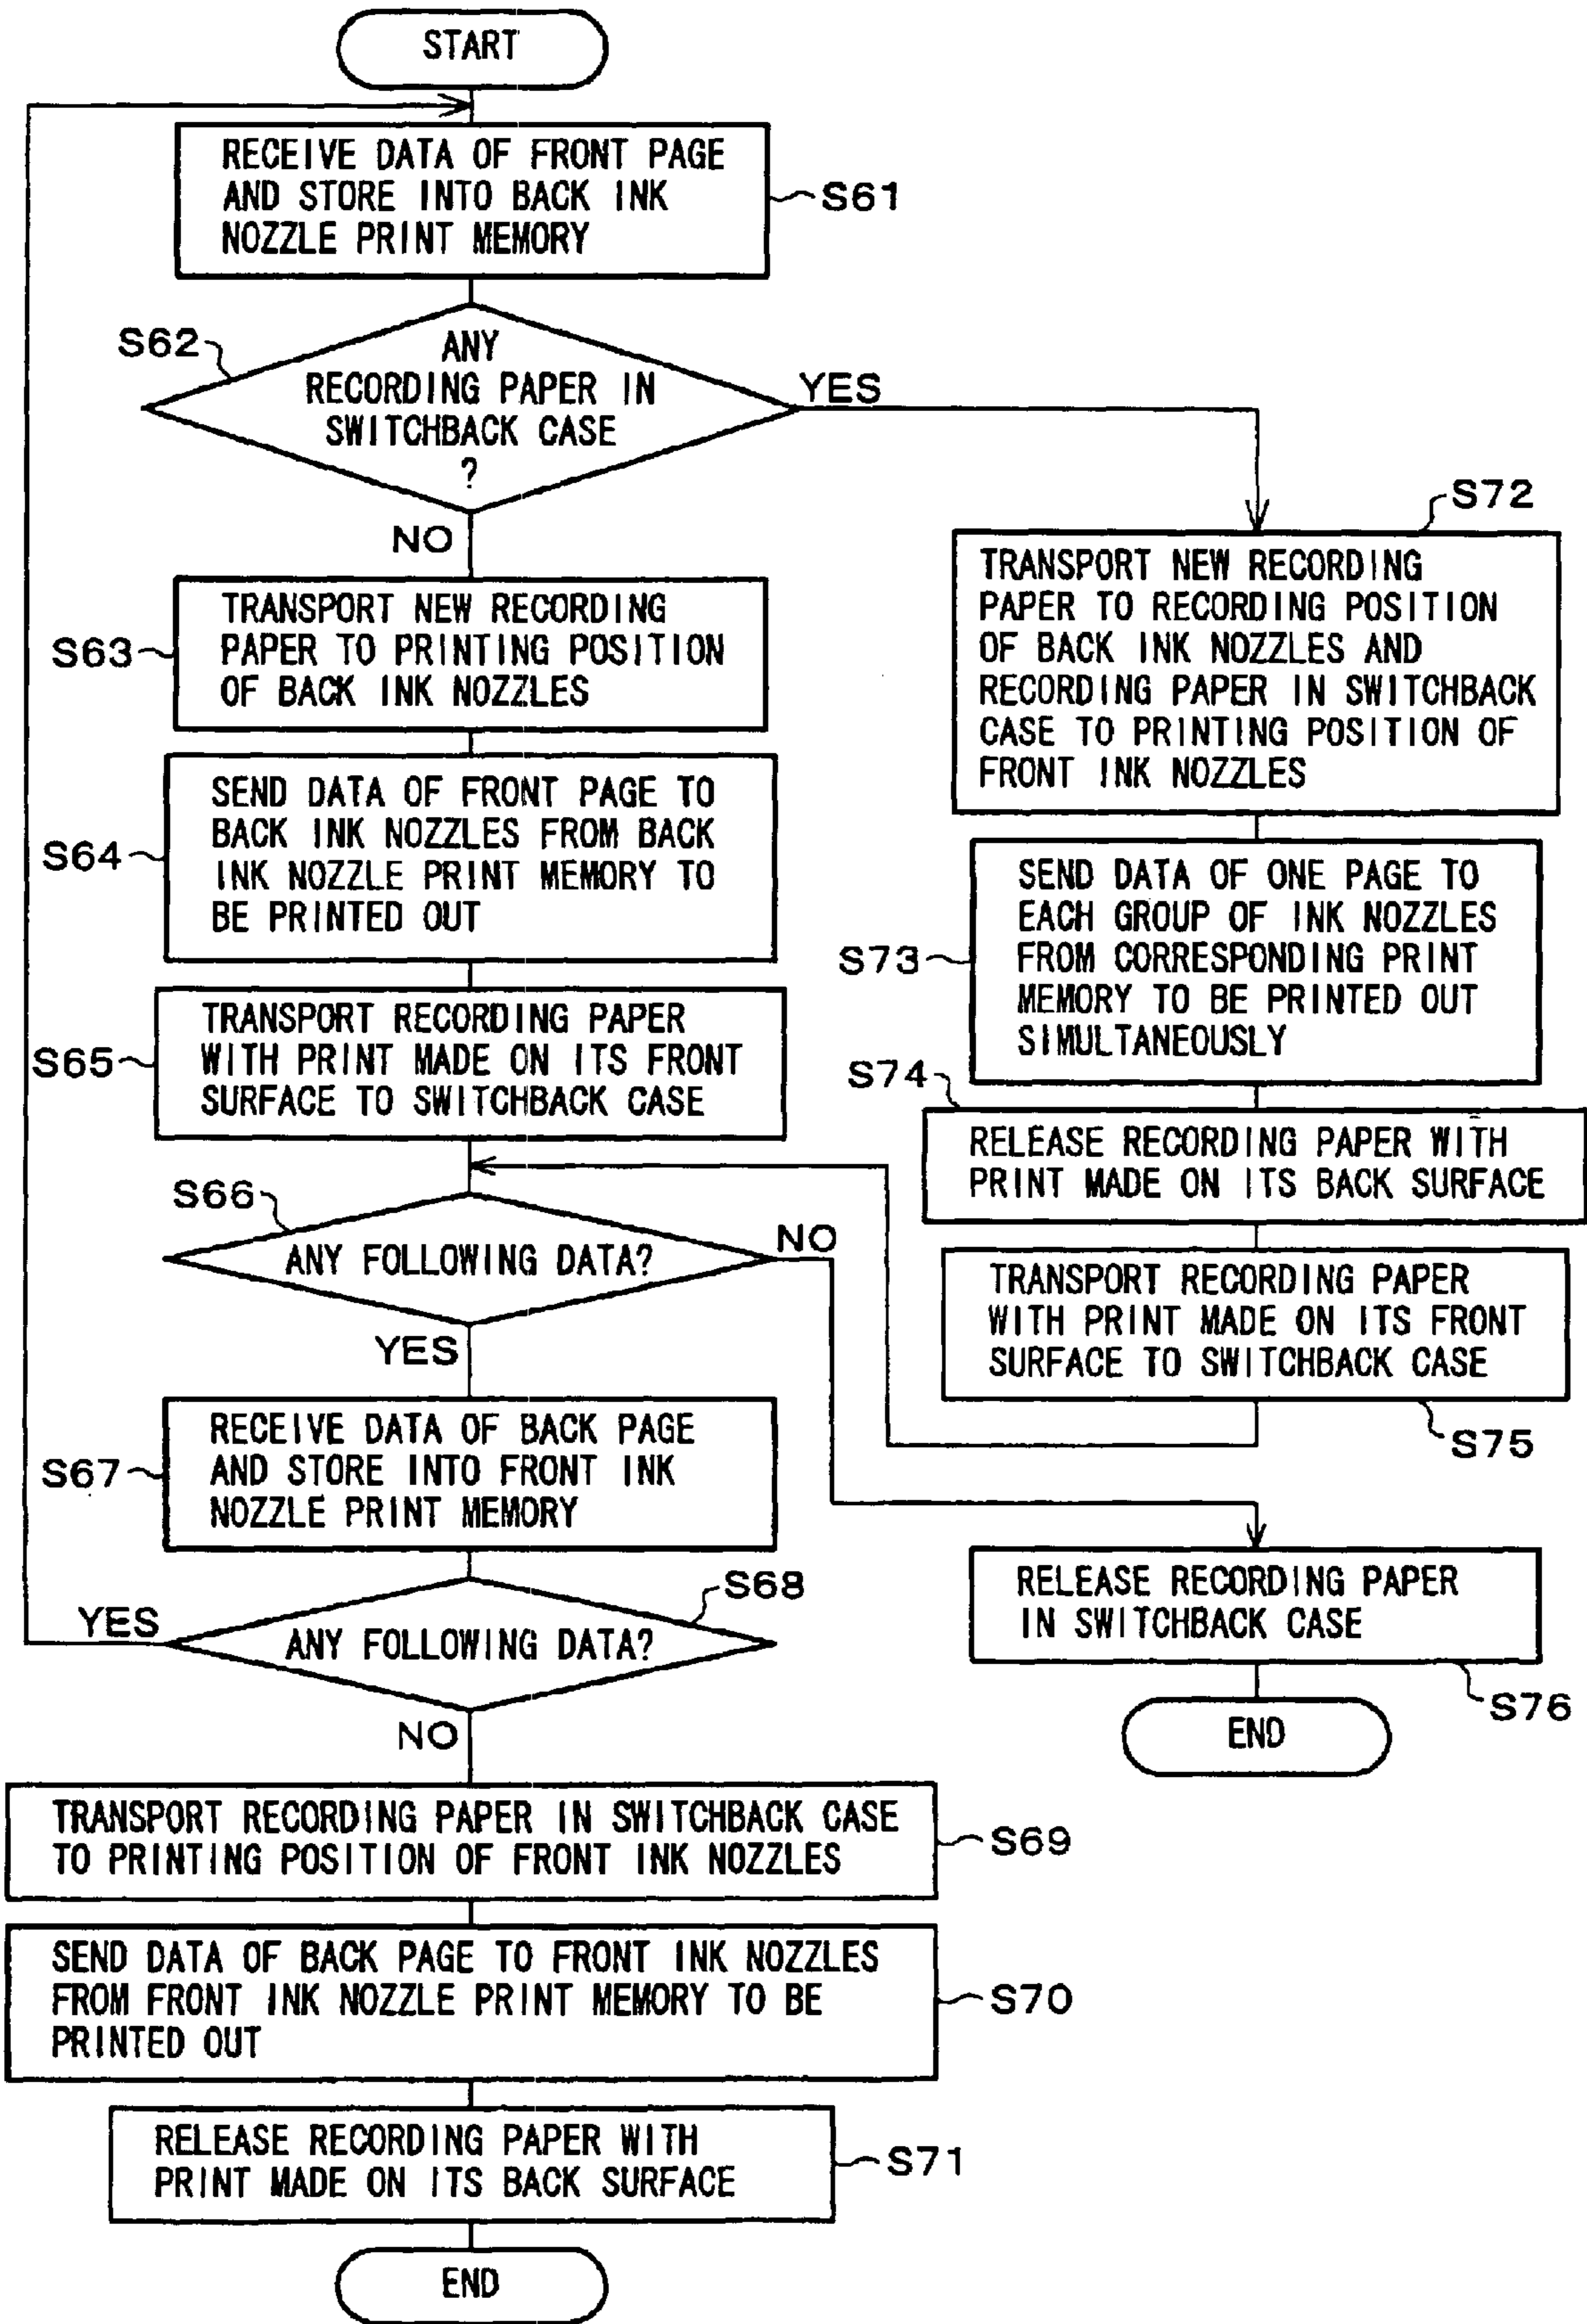 START
RECEIVE DATA OF FRONT PAGE
AND STORE INTO BACK INK
NOZZLE PRINT MEMORY
S61
S62
ANY
RECORDING PAPER IN
SWITCHBACK CASE
?
YES
NO
S63
TRANSPORT NEW RECORDING
PAPER TO PRINTING POSITION
OF BACK INK NOZZLES
S64
SEND DATA OF FRONT PAGE TO
BACK INK NOZZLES FROM BACK
INK NOZZLE PRINT MEMORY TO
BE PRINTED OUT
S65
TRANSPORT RECORDING PAPER
WITH PRINT MADE ON ITS FRONT
SURFACE TO SWITCHBACK CASE
S66
ANY FOLLOWING DATA?
NO
YES
S67
RECEIVE DATA OF BACK PAGE
AND STORE INTO FRONT INK
NOZZLE PRINT MEMORY
S68
YES
ANY FOLLOWING DATA?
NO
TRANSPORT RECORDING PAPER IN SWITCHBACK CASE
TO PRINTING POSITION OF FRONT INK NOZZLES
S69
SEND DATA OF BACK PAGE TO FRONT INK NOZZLES
FROM FRONT INK NOZZLE PRINT MEMORY TO BE
PRINTED OUT
S70
RELEASE RECORDING PAPER WITH
PRINT MADE ON ITS BACK SURFACE
S71
END
S72
TRANSPORT NEW RECORDING
PAPER TO RECORDING POSITION
OF BACK INK NOZZLES AND
RECORDING PAPER IN SWITCHBACK
CASE TO PRINTING POSITION OF
FRONT INK NOZZLES
S73
SEND DATA OF ONE PAGE TO
EACH GROUP OF INK NOZZLES
FROM CORRESPONDING PRINT
MEMORY TO BE PRINTED OUT
SIMULTANEOUSLY
S74
RELEASE RECORDING PAPER WITH
PRINT MADE ON ITS BACK SURFACE
TRANSPORT RECORDING PAPER
WITH PRINT MADE ON ITS FRONT
SURFACE TO SWITCHBACK CASE
S75
RELEASE RECORDING PAPER
IN SWITCHBACK CASE
S76
END